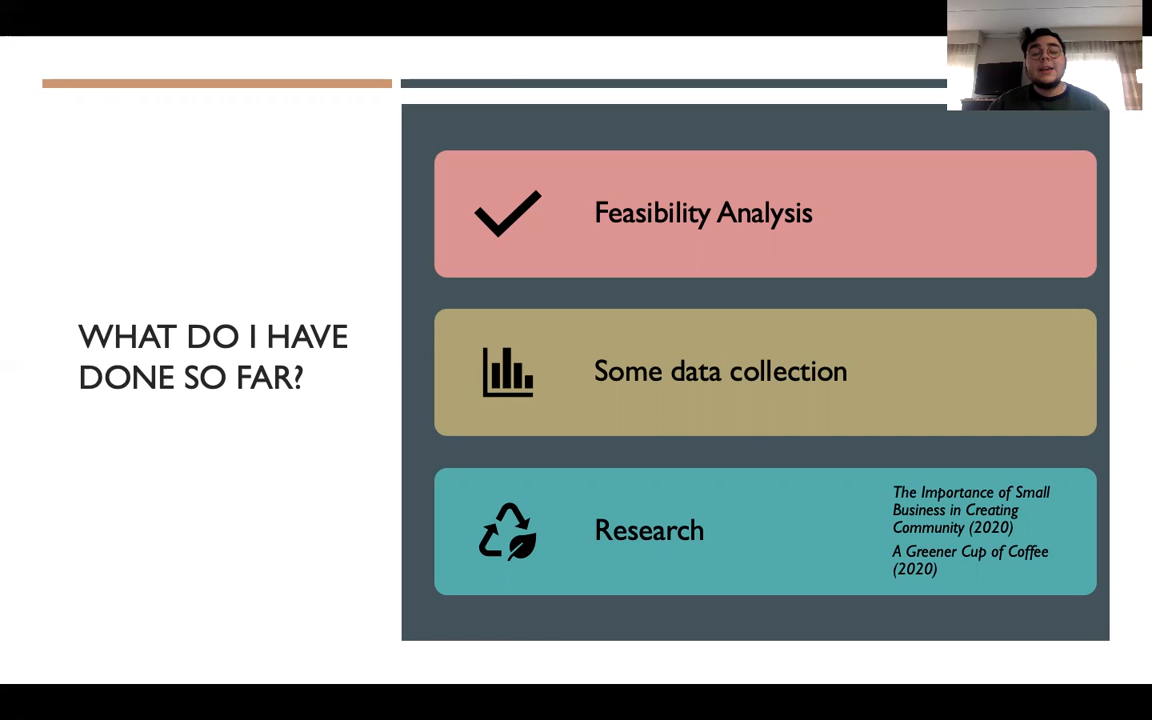 WHAT DO I HAVE
DONE SO FAR?
Feasibility Analysis
Some data collection
Research
The Importance of Small
Business in Creating
Community (2020)
A Greener Cup of Coffee
(2020)